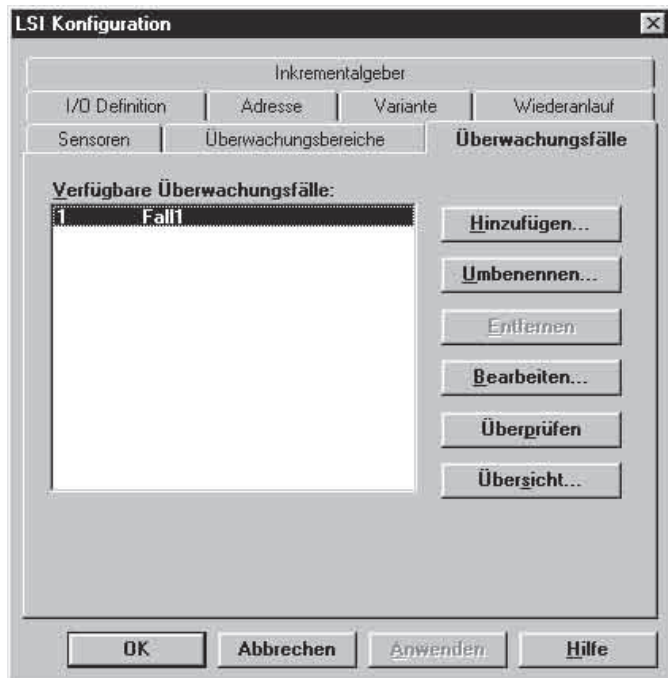 LSI Konfiguration
Inkrementalgeber
I/O Definition Adresse Variante Wiederanlauf
Sensoren Überwachungsbereiche Überwachungsfälle
Verfügbare Überwachungsfälle:
1 Fall1
Hinzufügen...
Umbenennen...
Entfernen
Bearbeiten...
Überprüfen
Übersicht...
OK Abbrechen Anwenden Hilfe